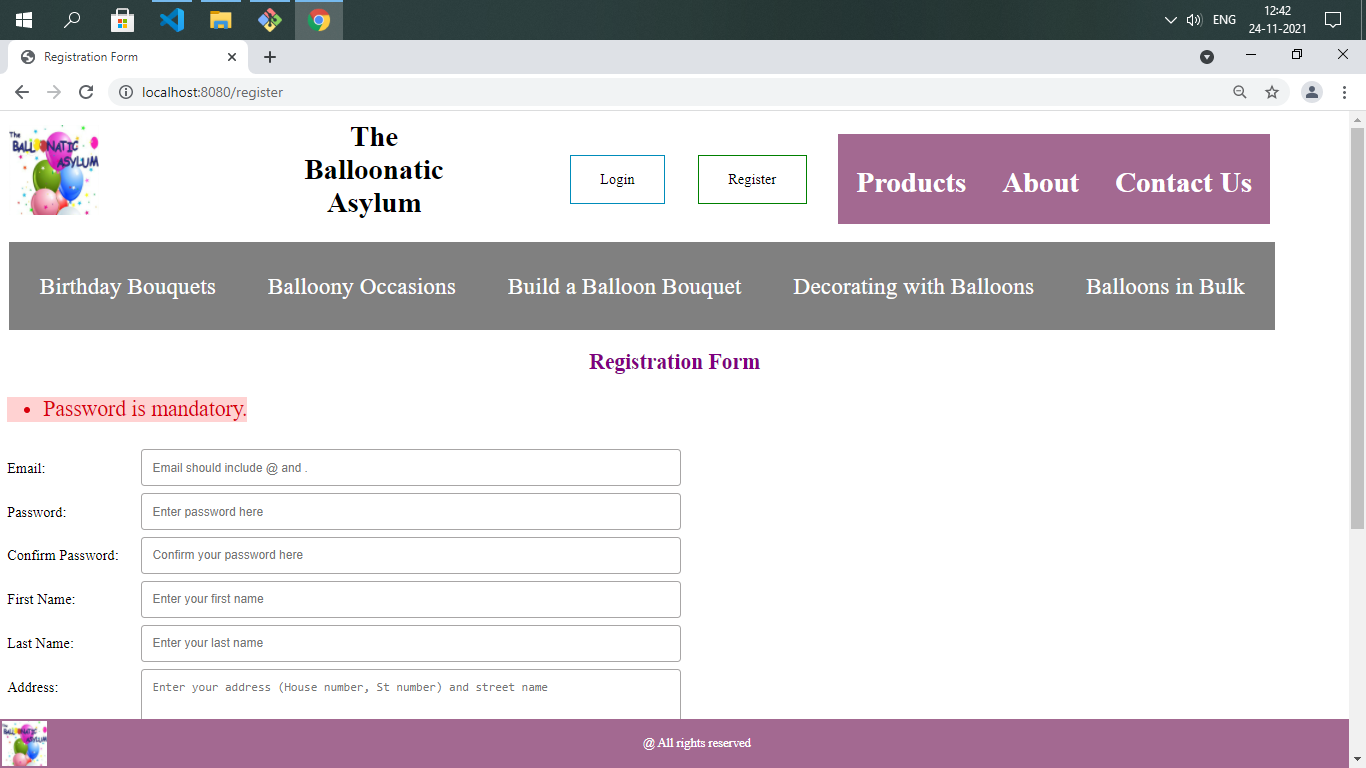 ENG
12:42
24-11-2021
Registration Form
localhost:8080/register
The
BALLOONATIC
ASYLUM
The
Balloonatic
Asylum
Login
Register
Products
About
Contact Us
Birthday Bouquets
Balloony Occasions
Build a Balloon Bouquet
Decorating with Balloons
Balloons in Bulk
Registration Form
• Password is mandatory.
Email:
Email should include @ and .
Password:
Enter password here
Confirm Password:
Confirm your password here
First Name:
Enter your first name
Last Name:
Enter your last name
Address:
Enter your address (House number, St number) and street name
The
BALLOONATIC
ASYLUM
@ All rights reserved